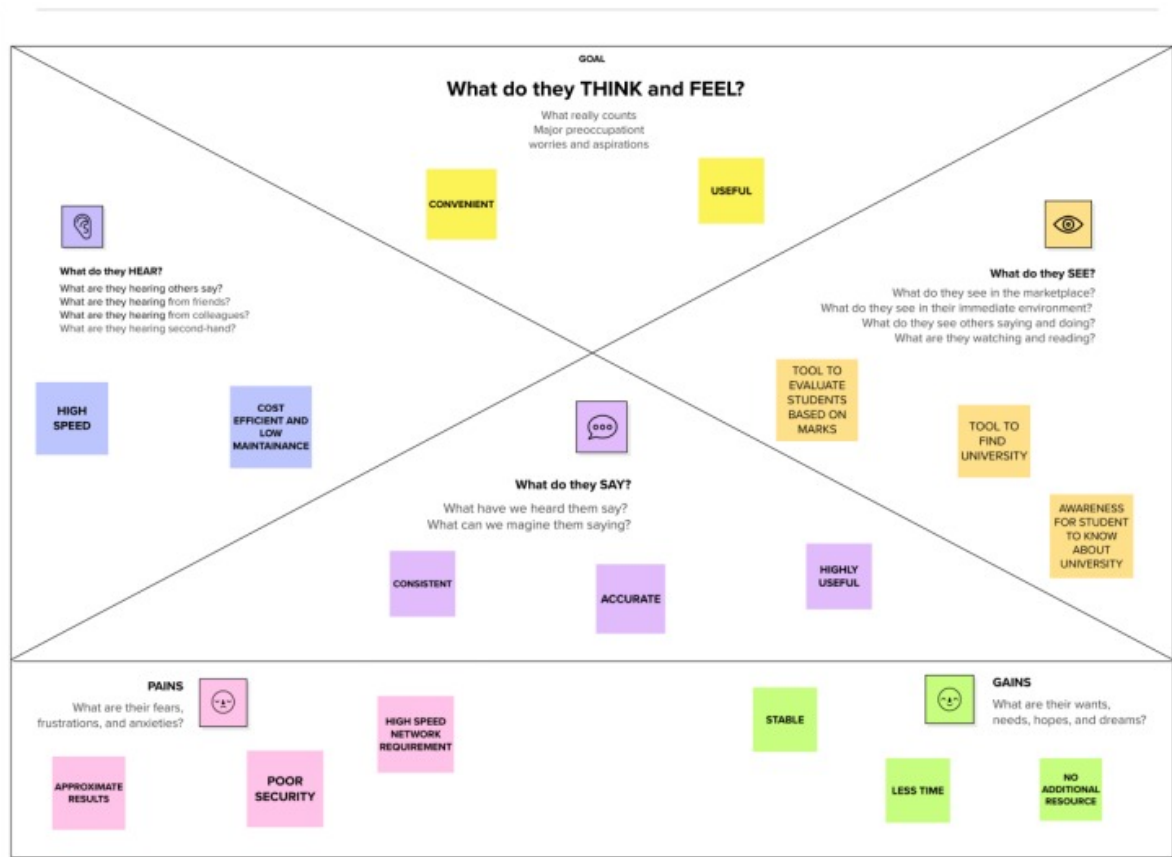 GOAL
What do they THINK and FEEL?
What really counts
Major preoccupationt
worries and aspirations
CONVENIENT
USEFUL
What do they HEAR?
What are they hearing others say?
What are they hearing from friends?
What are they hearing from colleagues?
What are they hearing second-hand?
HIGH
SPEED
COST
EFFICIENT AND
LOW
MAINTAINANCE
What do they SEE?
What do they see in the marketplace?
What do they see in their immediate environment?
What do they see others saying and doing?
What are they watching and reading?
TOOL TO
EVALUATE
STUDENTS
BASED ON
MARKS
TOOL TO
FIND
UNIVERSITY
AWARENESS
FOR STUDENT
TO KNOW
ABOUT
UNIVERSITY
What do they SAY?
What have we heard them say?
What can we magine them saying?
CONSISTENT
ACCURATE
HIGHLY
USEFUL
PAINS
What are their fears,
frustrations, and anxieties?
APPROXIMATE
RESULTS
POOR
SECURITY
HIGH SPEED
NETWORK
REQUIREMENT
GAINS
What are their wants,
needs, hopes, and dreams?
STABLE
LESS TIME
NO
ADDITIONAL
RESOURCE